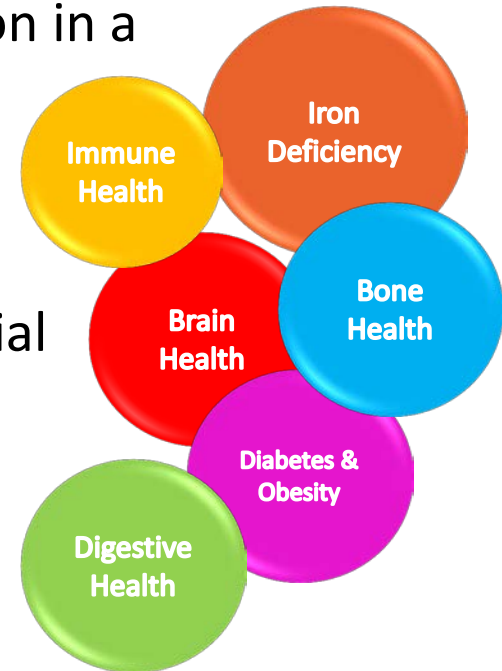 on in a
Iron
Deficiency
Immune
Health
Bone
Health
ial
Brain
Health
Diabetes &
Obesity
Digestive
Health